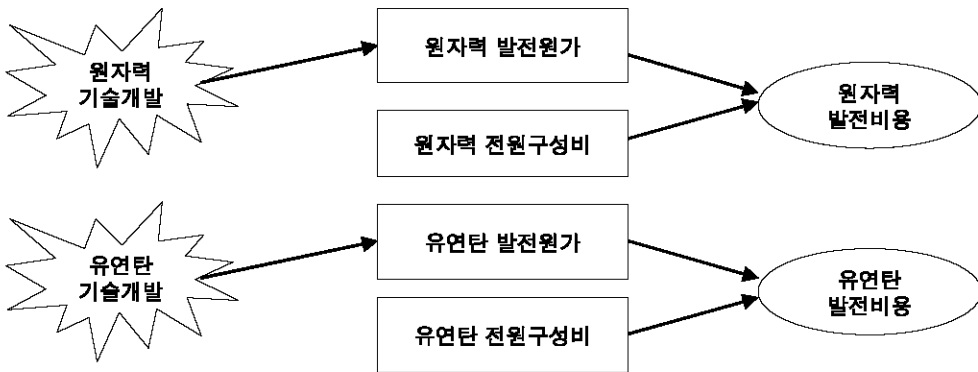 원자력
기술개발
원자력 발전원가
원자력 전원구성비
원자력
발전비용
유연탄
기술개발
유연탄 발전원가
유연탄 전원구성비
유연탄
발전비용